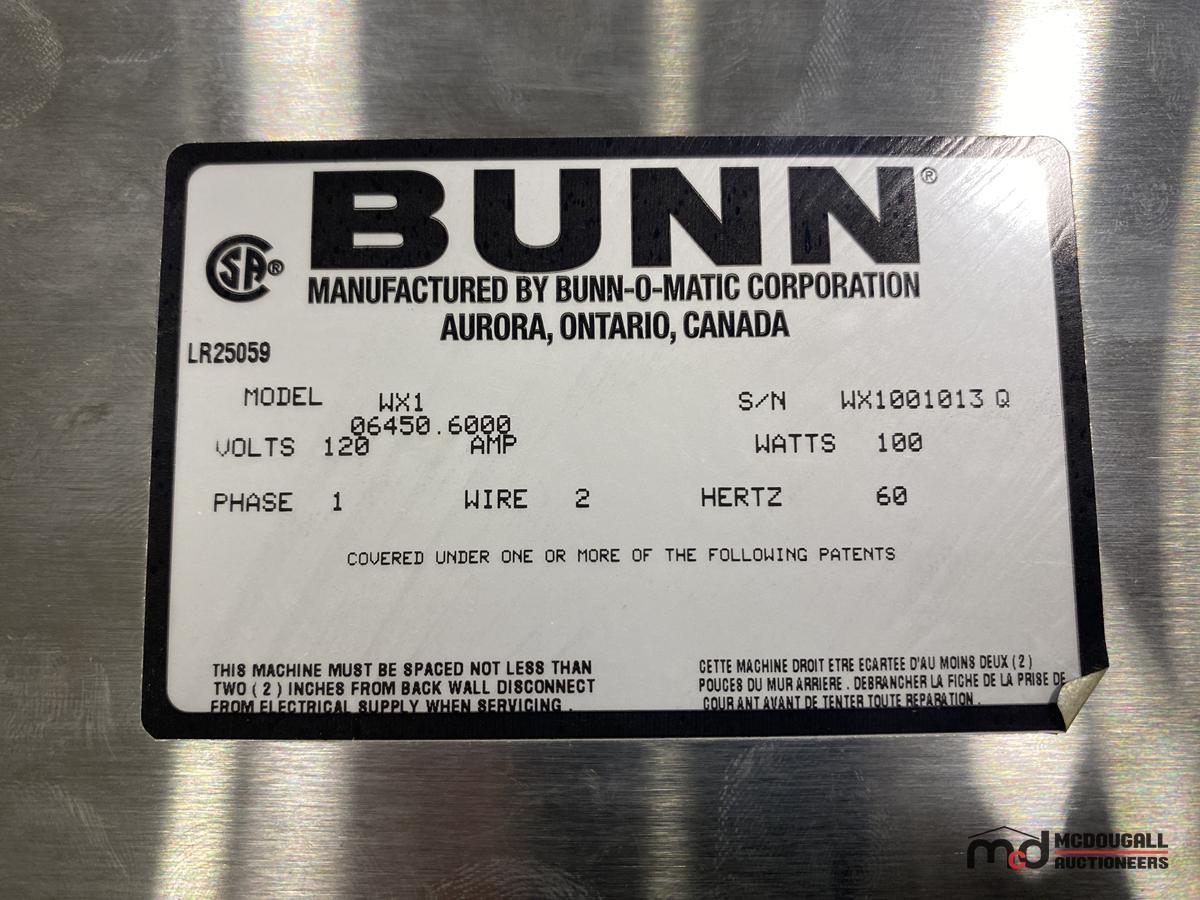 BUNN®
CSA®
MANUFACTURED BY BUNN-O-MATIC CORPORATION
AURORA, ONTARIO, CANADA
LR25059
MODEL WX1 S/N WX1001013 Q
06450.6000
VOLTS 120 AMP WATTS 100
PHASE 1 WIRE 2 HERTZ 60
COVERED UNDER ONE OR MORE OF THE FOLLOWING PATENTS
THIS MACHINE MUST BE SPACED NOT LESS THAN
TWO ( 2 ) INCHES FROM BACK WALL DISCONNECT
FROM ELECTRICAL SUPPLY WHEN SERVICING .
CETTE MACHINE DROIT ETRE ECARTEE D'AU MOINS DEUX ( 2 )
POUCES DU MUR ARRIERE . DEBRANCHER LA FICHE DE LA PRISE DE
COUR ANT AVANT DE TENTER TOUTE REPARATION .
mcd MCDOUGALL
AUCTIONEERS